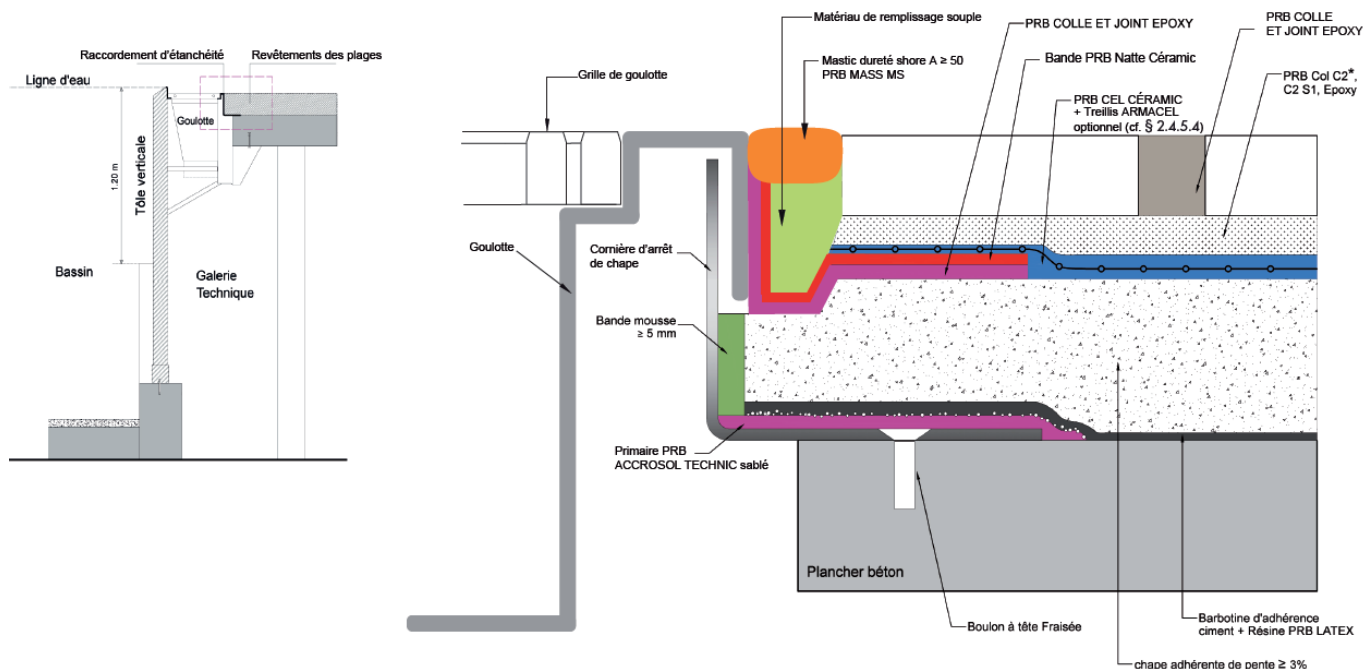 Raccordement d'étanchéité
Revêtements des plages
Ligne d'eau
Goulotte
1.20 m
Tôle verticale
Bassin
Galerie
Technique
Matériau de remplissage souple
PRB COLLE ET JOINT EPOXY
PRB COLLE
ET JOINT EPOXY
Grille de goulotte
Mastic dureté shore A ≥ 50
PRB MASS MS
Bande PRB Natte Céramic
PRB Col C2*,
C2 S1, Epoxy
PRB CEL CÉRAMIC
+ Treillis ARMACEL
optionnel (cf. § 2.4.5.4)
Goulotte
Cornière d'arrêt
de chape
Bande mousse
≥ 5 mm
Primaire PRB
ACCROSOL TECHNIC sablé
Plancher béton
Boulon à tête Fraisée
Barbotine d'adhérence
ciment + Résine PRB LATEX
chape adhérente de pente ≥ 3%